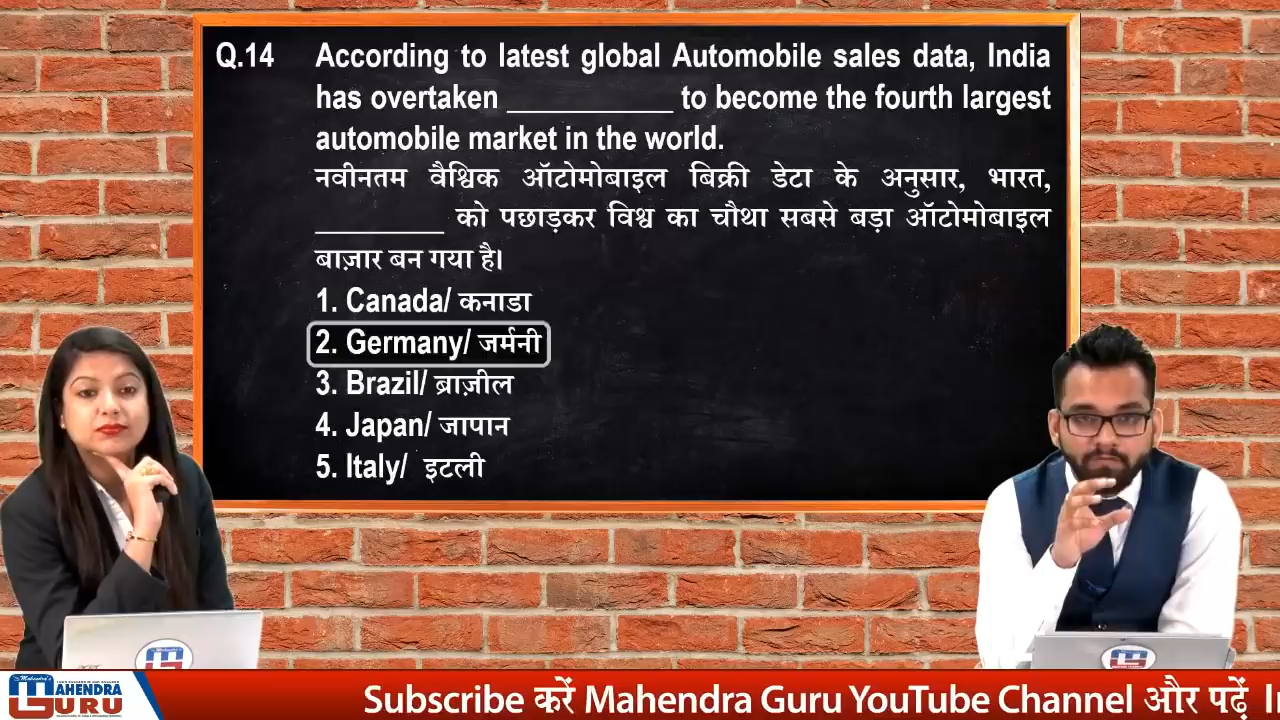 Q.14 According to latest global Automobile sales data, India
has overtaken ____________ to become the fourth largest
automobile market in the world.
नवीनतम वैश्विक ऑटोमोबाइल बिक्री डेटा के अनुसार, भारत,
__________ को पछाड़कर विश्व का चौथा सबसे बड़ा ऑटोमोबाइल
बाज़ार बन गया है।
1. Canada/ कनाडा
2. Germany/ जर्मनी
3. Brazil/ ब्राज़ील
4. Japan/ जापान
5. Italy/ इटली
Mahendra's
MAHENDRA
GURU
Subscribe करें Mahendra Guru YouTube Channel और पढ़ें